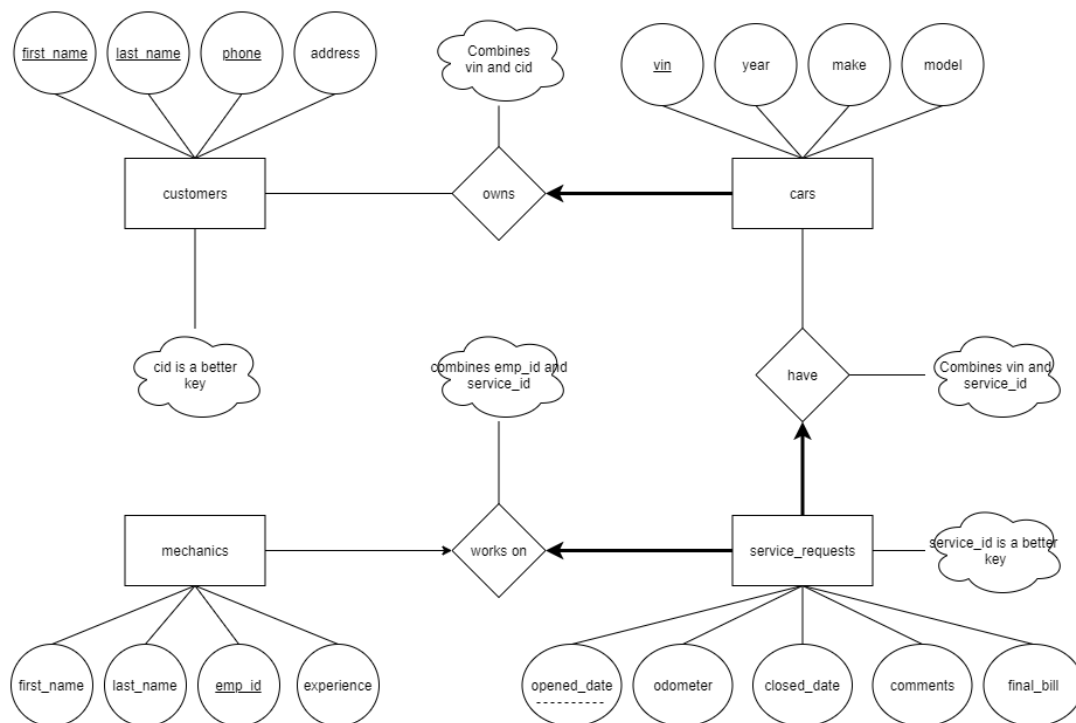 first_name
last_name
phone
address
Combines
vin and cid
vin
year
make
model
customers
owns
cars
cid is a better
key
combines emp_id and
service_id
have
Combines vin and
service_id
mechanics
works on
service_requests
service_id is a better
key
first_name
last_name
emp_id
experience
opened_date
odometer
closed_date
comments
final_bill